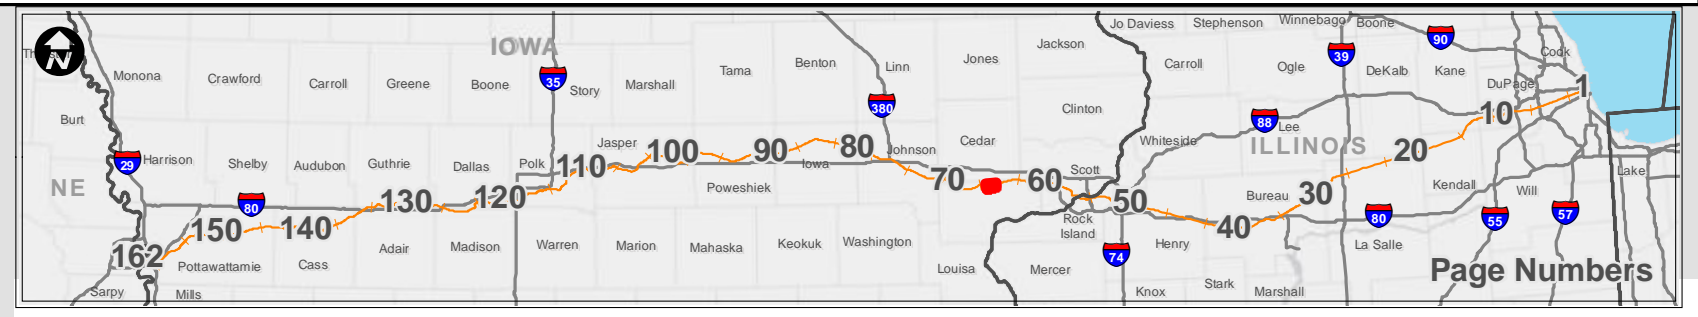 Jo Daviess Stephenson Winnebago Boone
IOWA Jackson 39 90 Cook
N Monona Crawford Carroll Greene Boone 35 Story Marshall Tama Benton Linn Jones Carroll Ogle DeKalb Kane
DuPage 1
380 Clinton 10
Burt 88 Lee
Harrison Shelby Audubon Guthrie Dallas Polk Jasper 100 90 80 Johnson Cedar Whiteside ILLINOIS 20
29 110 Iowa Scott Lake
NE 80 130 120 Poweshiek 70 60 50 Bureau 30 Kendall Will
162 150 140 Adair Madison Warren Marion Mahaska Keokuk Washington Rock
Island 40 80 55 57
Pottawattamie Cass Louisa Mercer 74 Henry La Salle
Sarpy Mills Knox Stark Marshall Page Numbers